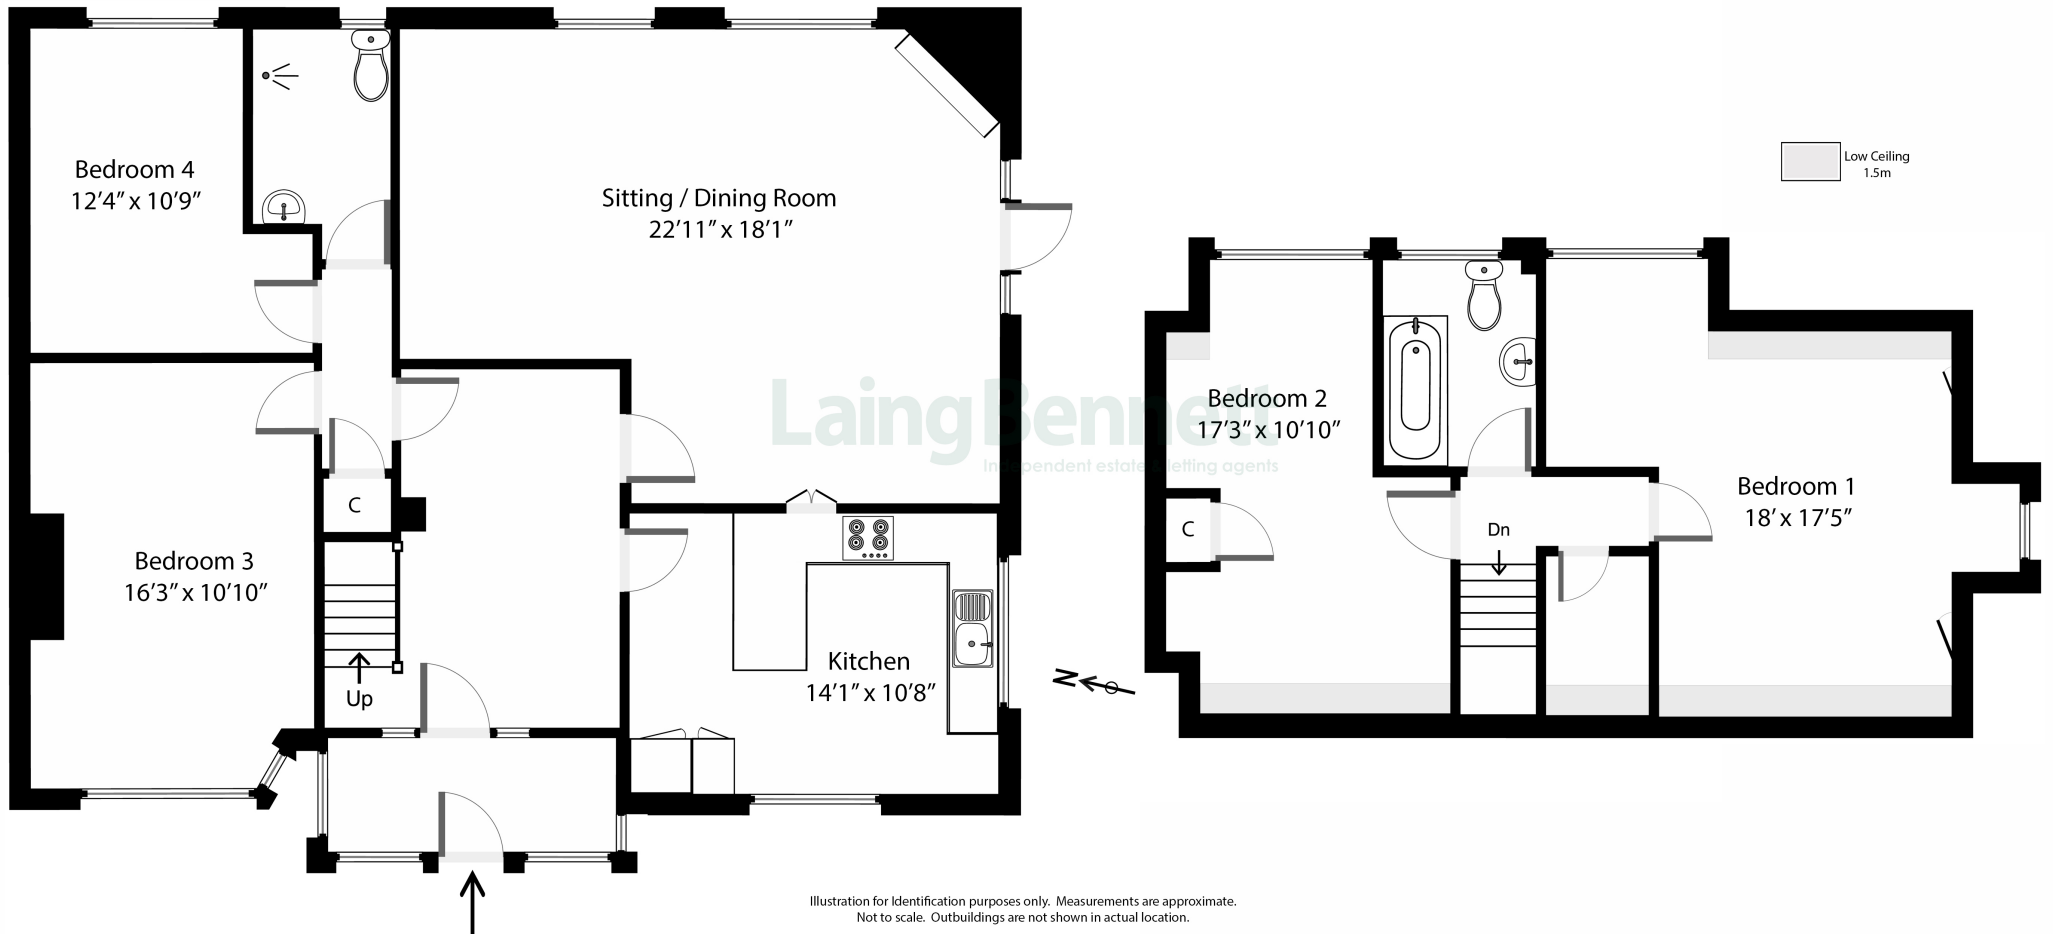 Bedroom 4
12’4” x 10’9”
Sitting / Dining Room
22’11” x 18’1”
Low Ceiling
1.5m
Laing Bennett
Independent estate & letting agents
Bedroom 2
17’3” x 10’10”
Bedroom 1
18’ x 17’5”
C
C
Dn
Bedroom 3
16’3” x 10’10”
Up
Kitchen
14’1” x 10’8”
N
Illustration for Identification purposes only. Measurements are approximate.
Not to scale. Outbuildings are not shown in actual location.